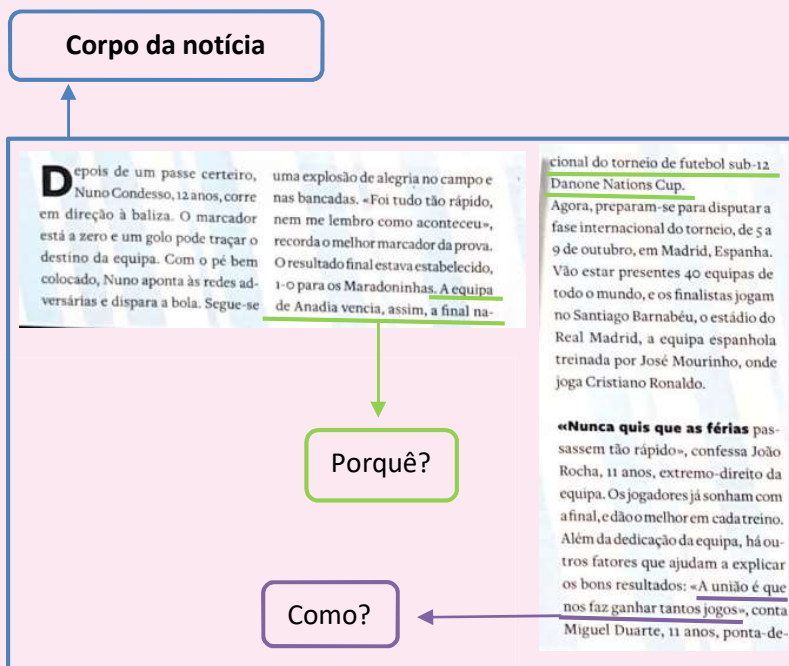 Corpo da notícia
Depois de um passe certeiro,
Nuno Condesso, 12 anos, corre
em direção à baliza. O marcador
está a zero e um golo pode traçar o
destino da equipa. Com o pé bem
colocado, Nuno aponta às redes ad-
versárias e dispara a bola. Segue-se
uma explosão de alegria no campo e
nas bancadas. «Foi tudo tão rápido,
nem me lembro como aconteceu»,
recorda o melhor marcador da prova.
O resultado final estava estabelecido,
1-0 para os Maradoninhas. A equipa
de Anadia vencia, assim, a final na-
cional do torneio de futebol sub-12
Danone Nations Cup.
Agora, preparam-se para disputar a
fase internacional do torneio, de 5 a
9 de outubro, em Madrid, Espanha.
Vão estar presentes 40 equipas de
todo o mundo, e os finalistas jogam
no Santiago Barnabéu, o estádio do
Real Madrid, a equipa espanhola
treinada por José Mourinho, onde
joga Cristiano Ronaldo.
«Nunca quis que as férias pas-
sassem tão rápido», confessa João
Rocha, 11 anos, extremo-direito da
equipa. Os jogadores já sonham com
a final, e dão o melhor em cada treino.
Além da dedicação da equipa, há ou-
tros fatores que ajudam a explicar
os bons resultados: «A união é que
nos faz ganhar tantos jogos», conta
Miguel Duarte, 11 anos, ponta-de-
Porquê?
Como?